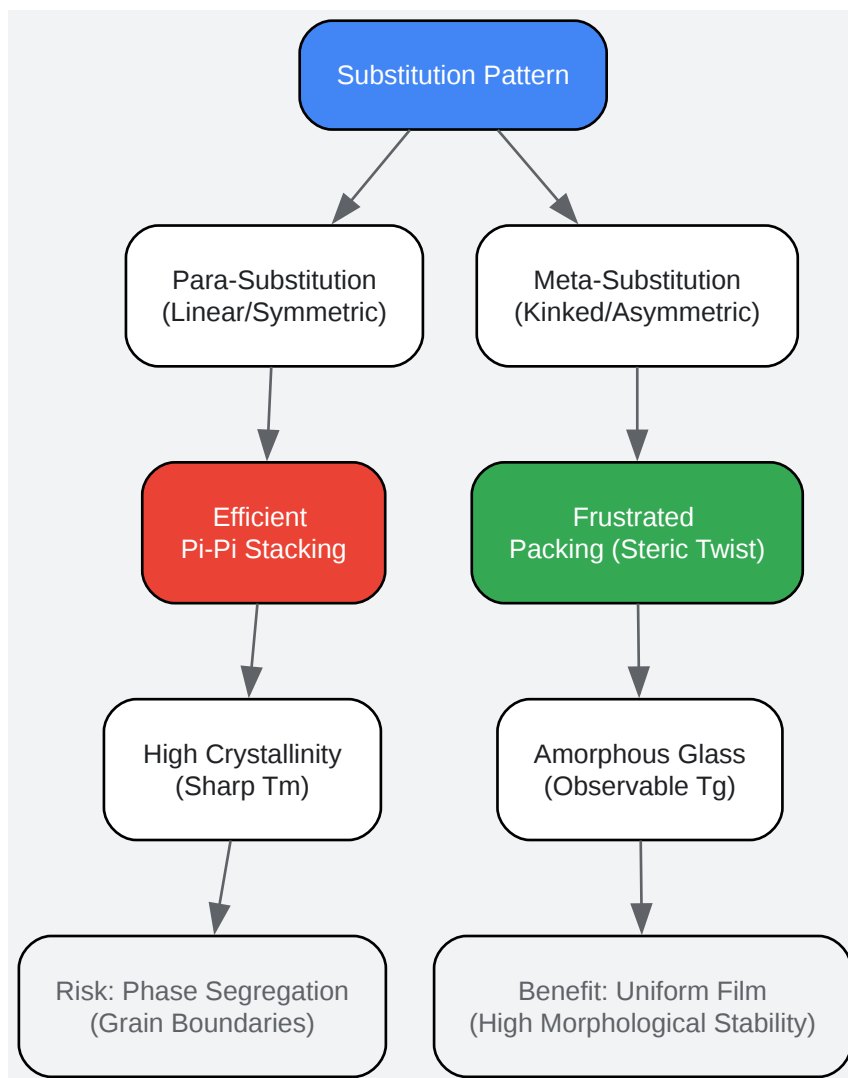 Substitution Pattern
Para-Substitution
(Linear/Symmetric)
Meta-Substitution
(Kinked/Asymmetric)
Efficient
Pi-Pi Stacking
Frustrated
Packing (Steric Twist)
High Crystallinity
(Sharp Tm)
Amorphous Glass
(Observable Tg)
Risk: Phase Segregation
(Grain Boundaries)
Benefit: Uniform Film
(High Morphological Stability)